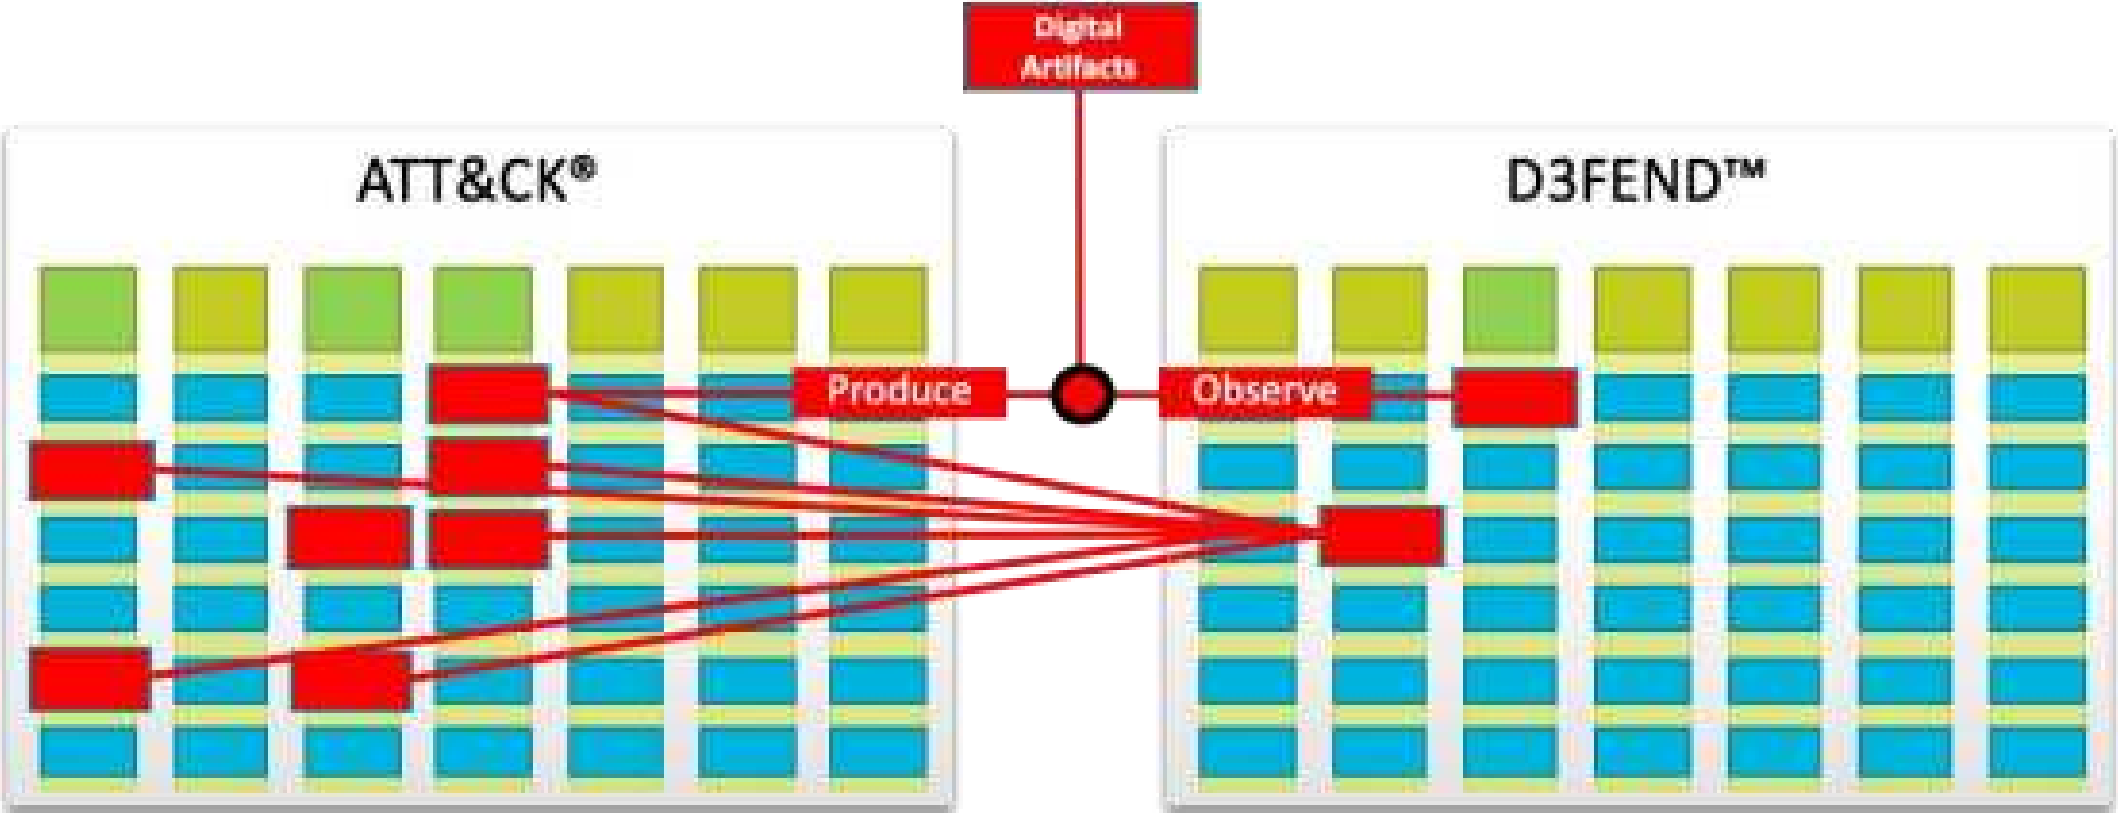 Digital
Artifacts
ATT&CK®
D3FEND™
Produce
Observe